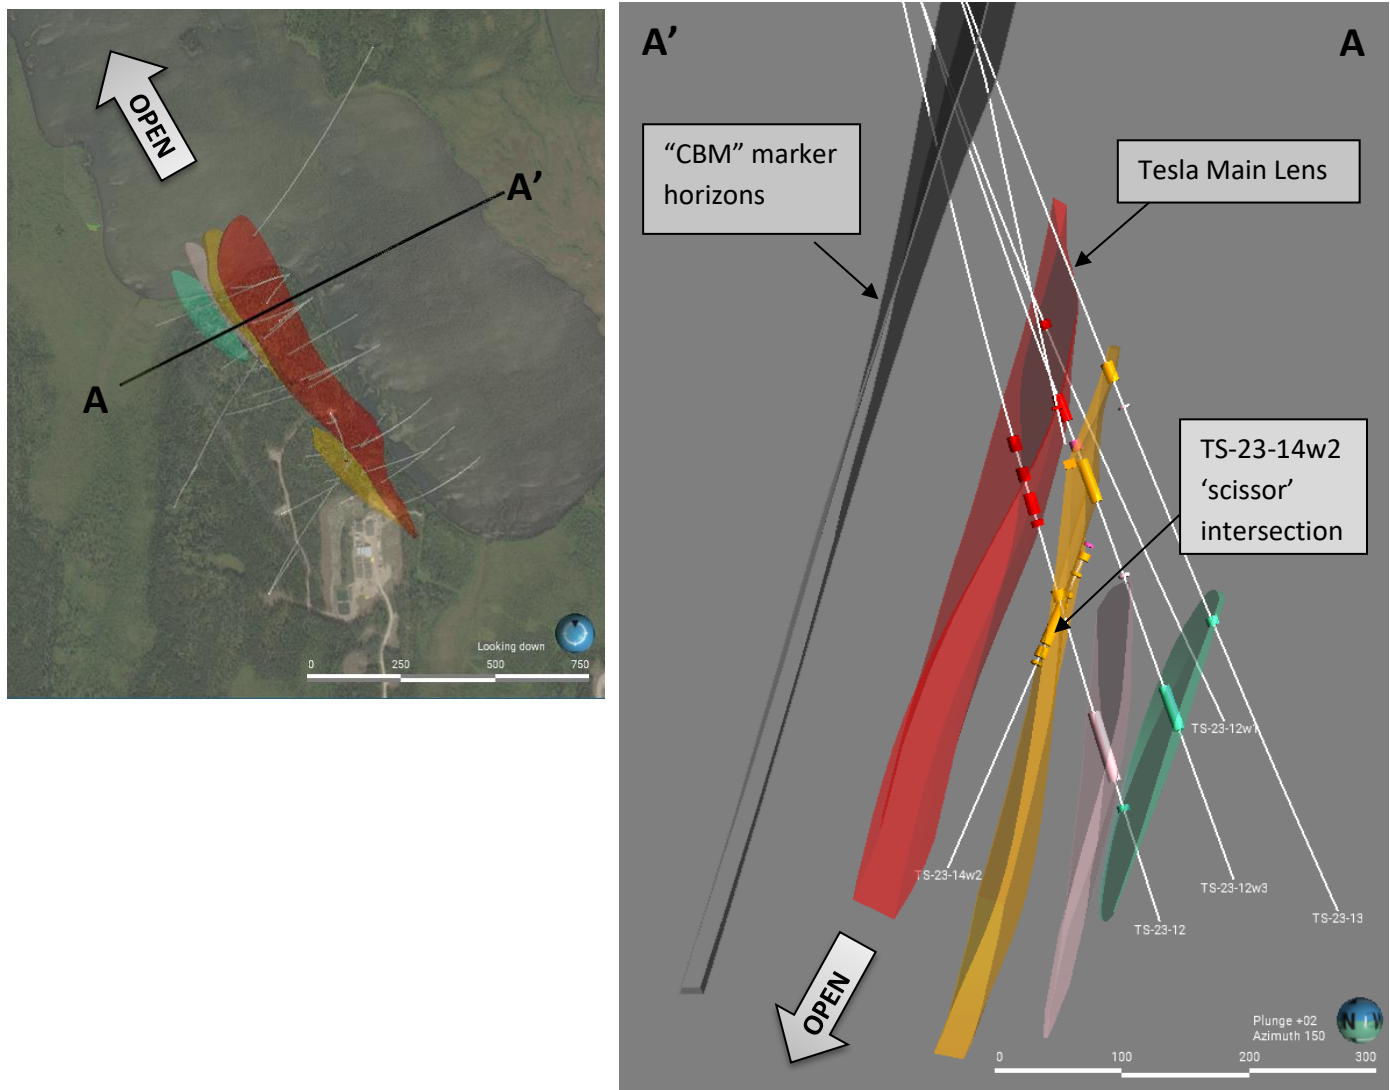 OPEN
A’
A
Looking down
0 250 500 750
A’
A
“CBM” marker
horizons
Tesla Main Lens
TS-23-14w2
‘scissor’
intersection
TS-23-12w1
TS-23-14w2
TS-23-12w3
TS-23-13
TS-23-12
OPEN
Plunge +02
Azimuth 150
0 100 200 300